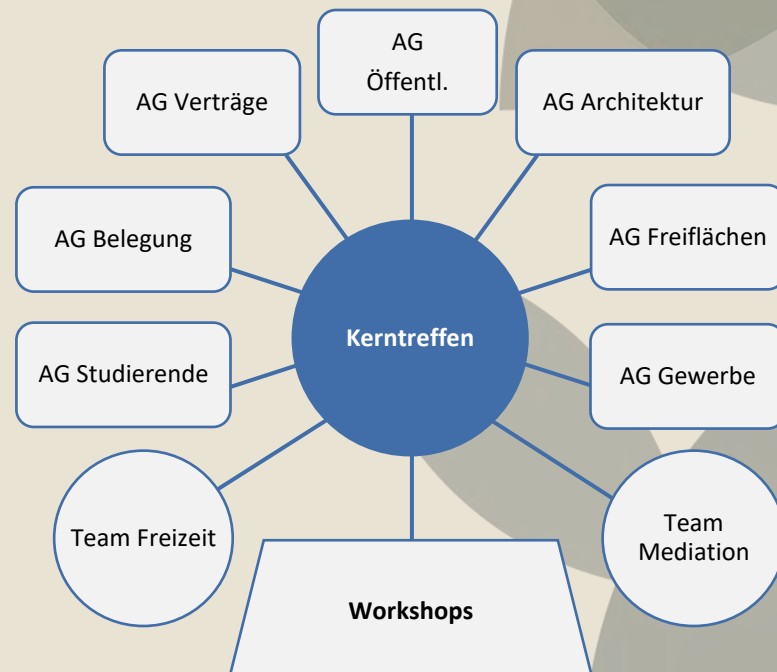 AG
Öffentl.
AG Verträge
AG Architektur
AG Belegung
AG Freiflächen
Kerntreffen
AG Studierende
AG Gewerbe
Team Freizeit
Team
Mediation
Workshops